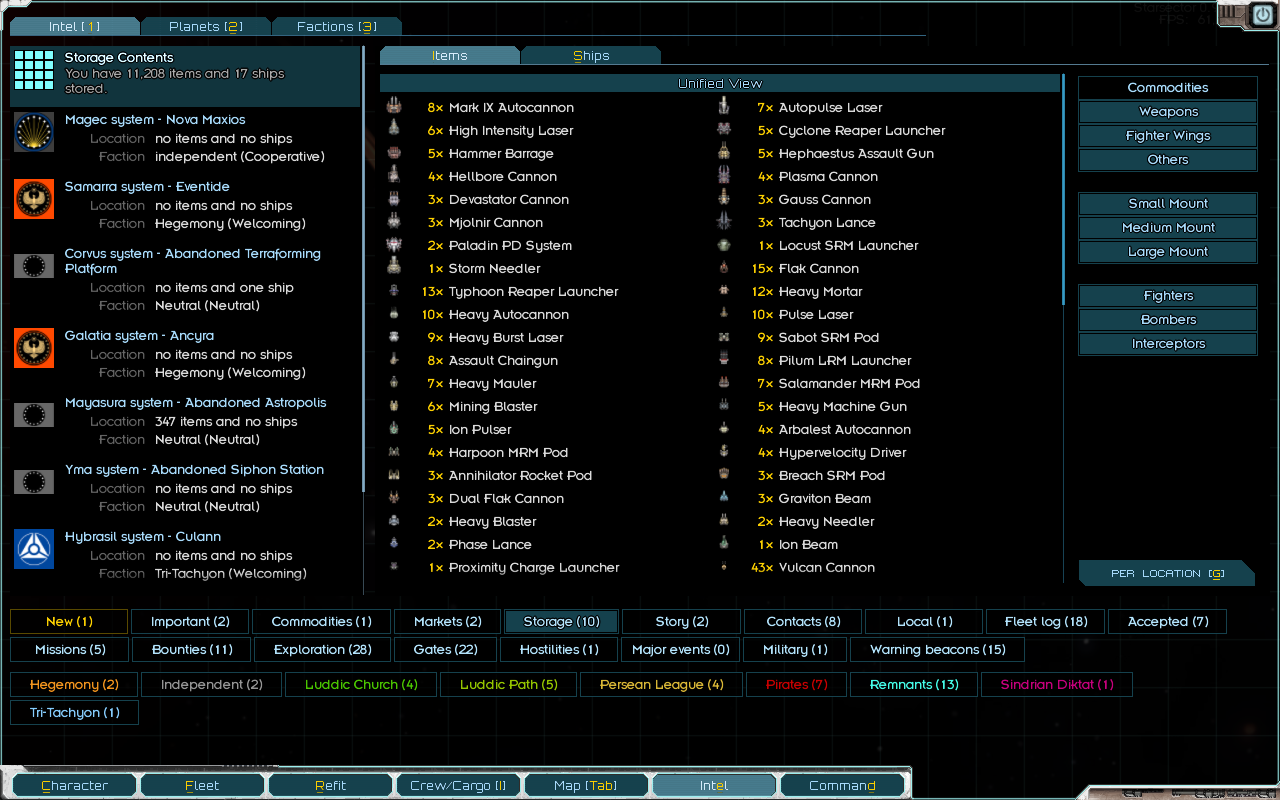 Intel [ 1 ]
Planets [2]
Factions [3]
Storage Contents
You have 11,208 items and 17 ships
stored.
Magec system - Nova Maxios
Location no items and no ships
Faction independent (Cooperative)
Samarra system - Eventide
Location no items and no ships
Faction Hegemony (Welcoming)
Corvus system - Abandoned Terraforming
Platform
Location no items and one ship
Faction Neutral (Neutral)
Galatia system - Ancyra
Location no items and no ships
Faction Hegemony (Welcoming)
Mayasura system - Abandoned Astropolis
Location 347 items and no ships
Faction Neutral (Neutral)
Yma system - Abandoned Siphon Station
Location no items and no ships
Faction Neutral (Neutral)
Hybrasil system - Culann
Location no items and no ships
Faction Tri-Tachyon (Welcoming)
Items
Ships
Unified View
8× Mark IX Autocannon 7× Autopulse Laser
6× High Intensity Laser 5× Cyclone Reaper Launcher
5× Hammer Barrage 5× Hephaestus Assault Gun
4× Hellbore Cannon 4× Plasma Cannon
3× Devastator Cannon 3× Gauss Cannon
3× Mjolnir Cannon 3× Tachyon Lance
2× Paladin PD System 1× Locust SRM Launcher
1× Storm Needler 15× Flak Cannon
13× Typhoon Reaper Launcher 12× Heavy Mortar
10× Heavy Autocannon 10× Pulse Laser
9× Heavy Burst Laser 9× Sabot SRM Pod
8× Assault Chaingun 8× Pilum LRM Launcher
7× Heavy Mauler 7× Salamander MRM Pod
6× Mining Blaster 5× Heavy Machine Gun
5× Ion Pulser 4× Arbalest Autocannon
4× Harpoon MRM Pod 4× Hypervelocity Driver
3× Annihilator Rocket Pod 3× Breach SRM Pod
3× Dual Flak Cannon 3× Graviton Beam
2× Heavy Blaster 2× Heavy Needler
2× Phase Lance 1× Ion Beam
1× Proximity Charge Launcher 43× Vulcan Cannon
Commodities
Weapons
Fighter Wings
Others
Small Mount
Medium Mount
Large Mount
Fighters
Bombers
Interceptors
PER LOCATION [G]
New (1) Important (2) Commodities (1) Markets (2) Storage (10) Story (2) Contacts (8) Local (1) Fleet log (18) Accepted (7)
Missions (5) Bounties (11) Exploration (28) Gates (22) Hostilities (1) Major events (0) Military (1) Warning beacons (15)
Hegemony (2) Independent (2) Luddic Church (4) Luddic Path (5) Persean League (4) Pirates (7) Remnants (13) Sindrian Diktat (1)
Tri-Tachyon (1)
Character Fleet Refit Crew/Cargo [I] Map [Tab] Intel Command